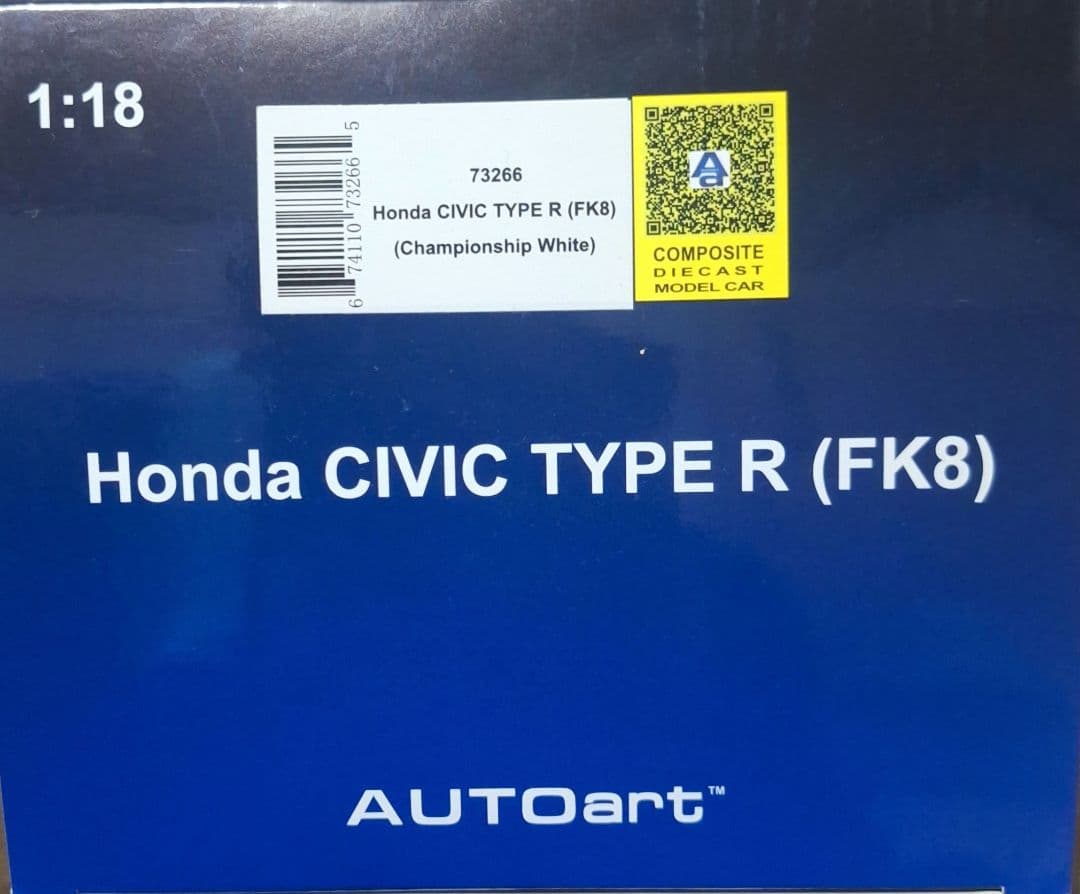 1:18
6 74110 73266 5
73266
Honda CIVIC TYPE R (FK8)
(Championship White)
Aa
COMPOSITE
DIECAST
MODEL CAR
Honda CIVIC TYPE R (FK8)
AUTOart™